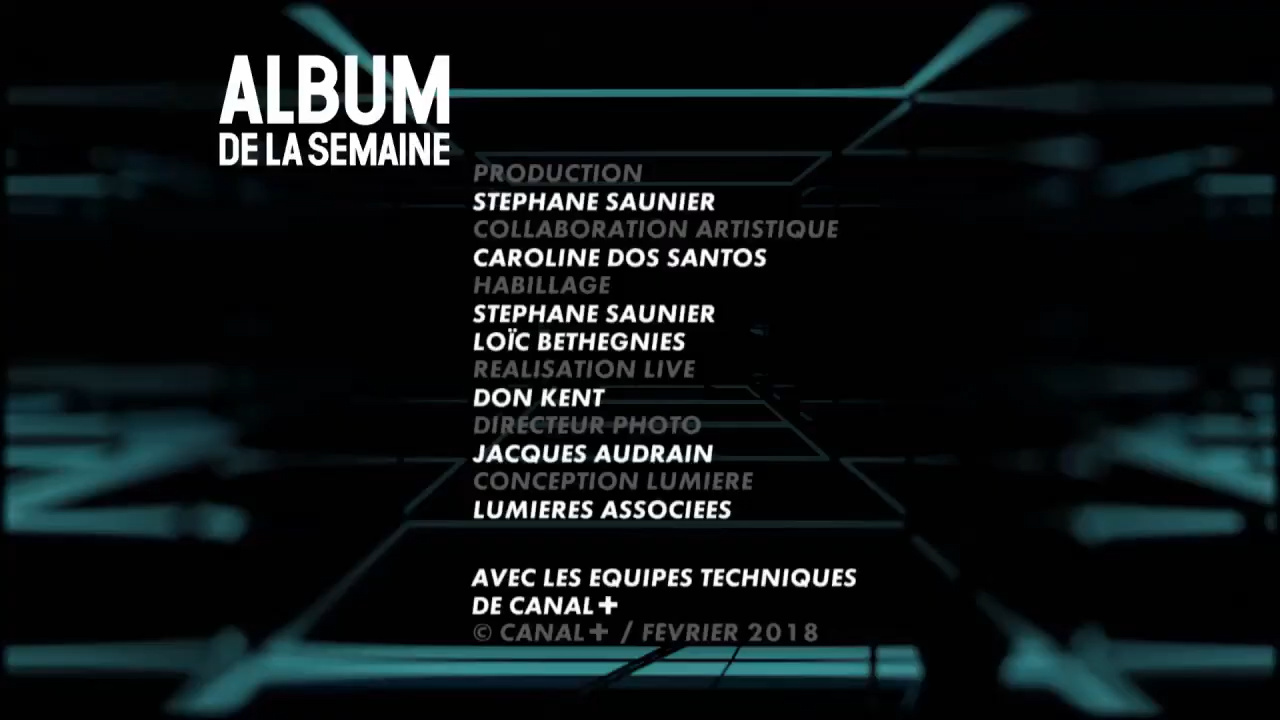 ALBUM
DE LA SEMAINE
PRODUCTION
STEPHANE SAUNIER
COLLABORATION ARTISTIQUE
CAROLINE DOS SANTOS
HABILLAGE
STEPHANE SAUNIER
LOÏC BETHEGNIES
REALISATION LIVE
DON KENT
DIRECTEUR PHOTO
JACQUES AUDRAIN
CONCEPTION LUMIERE
LUMIERES ASSOCIEES
AVEC LES EQUIPES TECHNIQUES
DE CANAL+
© CANAL+ / FEVRIER 2018